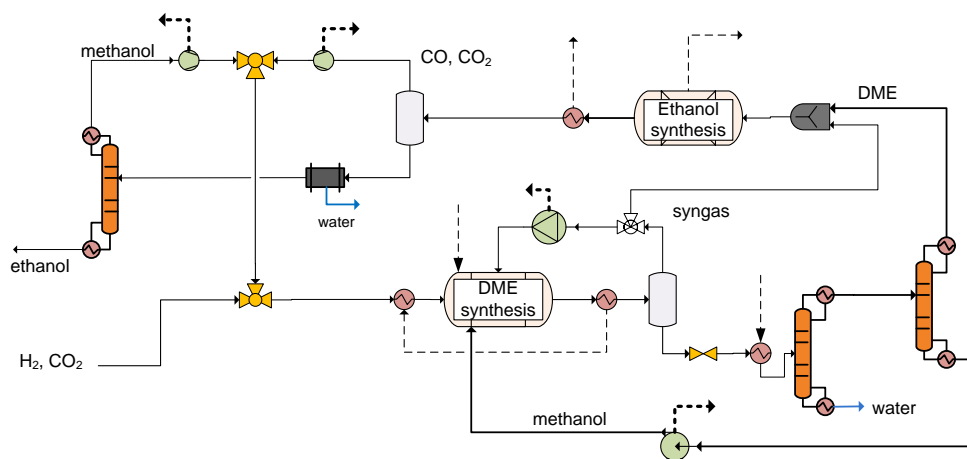 methanol
CO, CO₂
DME
Ethanol
synthesis
water
syngas
ethanol
DME
synthesis
H₂, CO₂
methanol
water